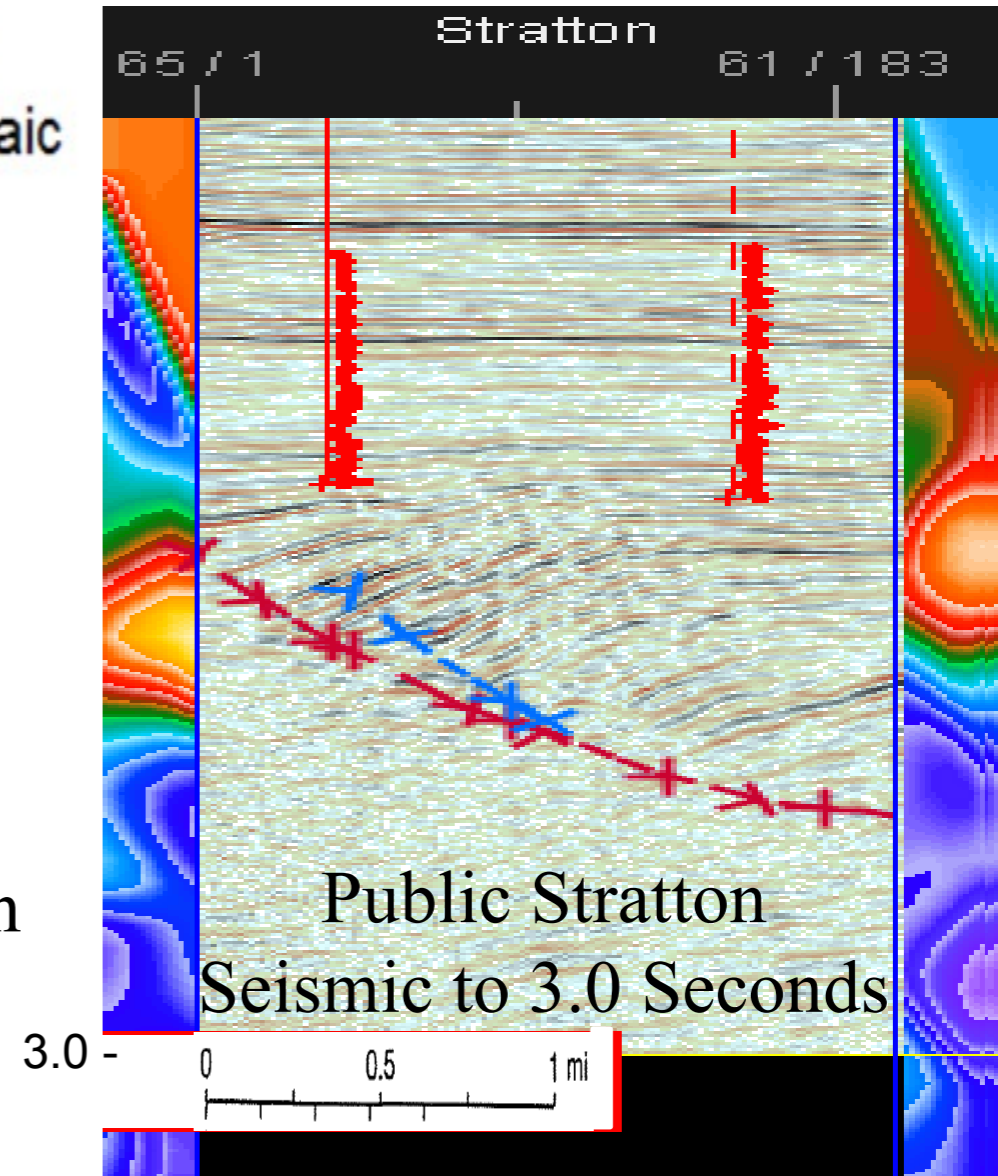 Stratton
65 / 1 61 / 183
aic
Public Stratton
n
Seismic to 3.0 Seconds
3.0 -
0 0.5 1 mi